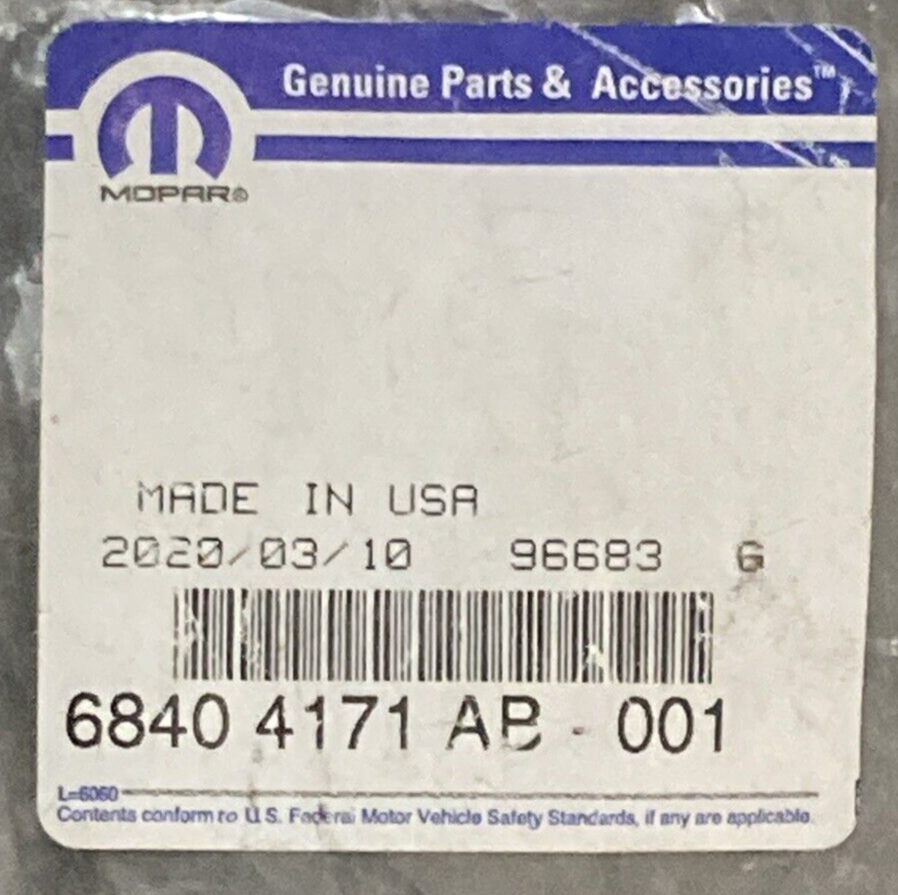 Genuine Parts & Accessories™
MOPAR®
MADE IN USA
2020/03/10 96683 G
6840 4171 AB - 001
L=6060
Contents conform to U.S. Federal Motor Vehicle Safety Standards, if any are applicable.